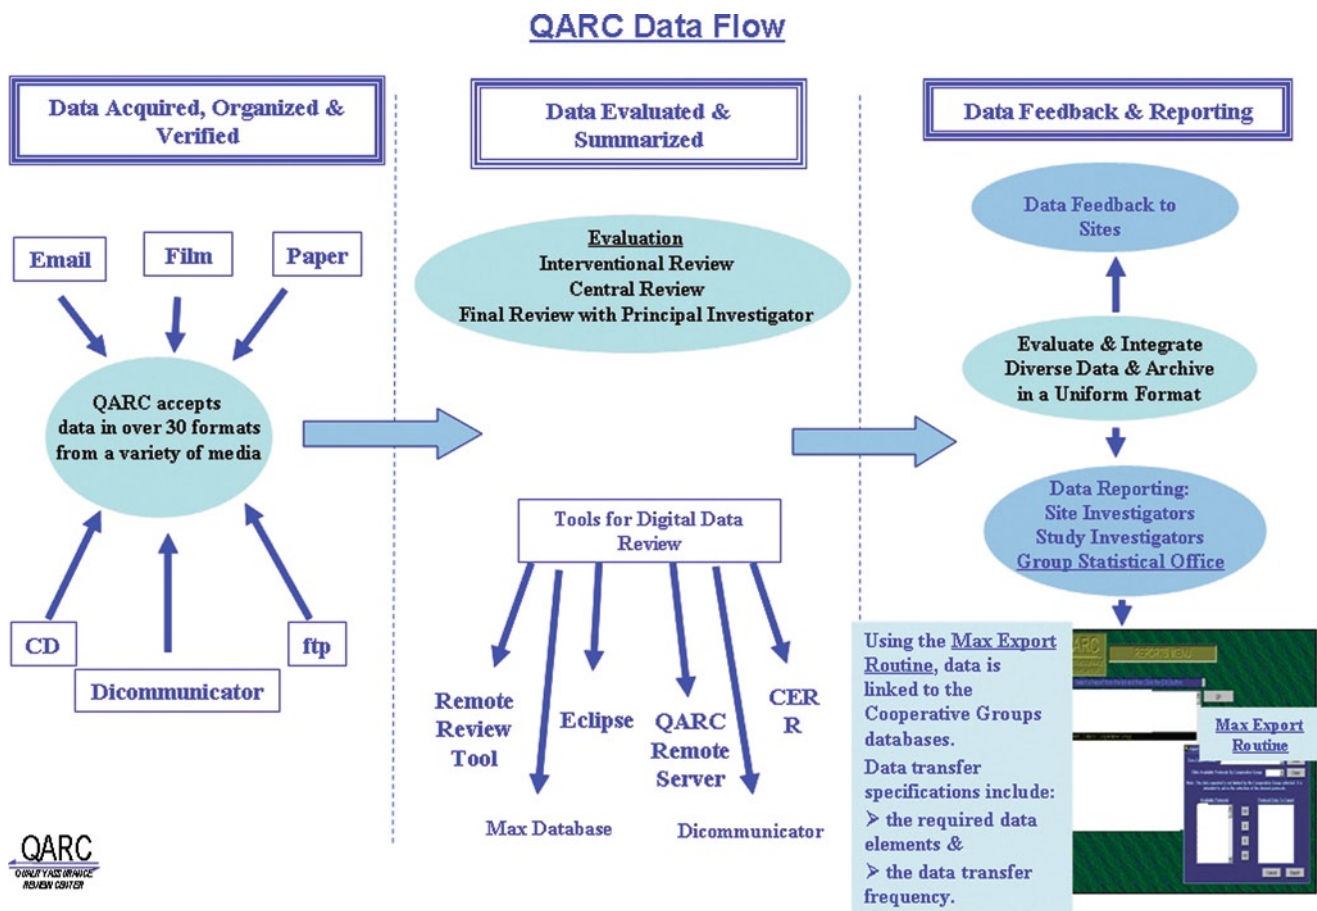 QARC Data Flow
Data Acquired, Organized &
Verified
Data Evaluated &
Summarized
Data Feedback & Reporting
Email
Film
Paper
QARC accepts
data in over 30 formats
from a variety of media
CD
Dicommunicator
ftp
Evaluation
Interventional Review
Central Review
Final Review with Principal Investigator
Tools for Digital Data
Review
Remote
Review
Tool
Max Database
Eclipse
QARC
Remote
Server
Dicommunicator
CER
R
Data Feedback to
Sites
Evaluate & Integrate
Diverse Data & Archive
in a Uniform Format
Data Reporting:
Site Investigators
Study Investigators
Group Statistical Office
Using the Max Export
Routine, data is
linked to the
Cooperative Groups
databases.
Data transfer
specifications include:
➢ the required data
elements &
➢ the data transfer
frequency.
Max Export
Routine
QARC
QUALITY ASSURANCE
REVIEW CENTER